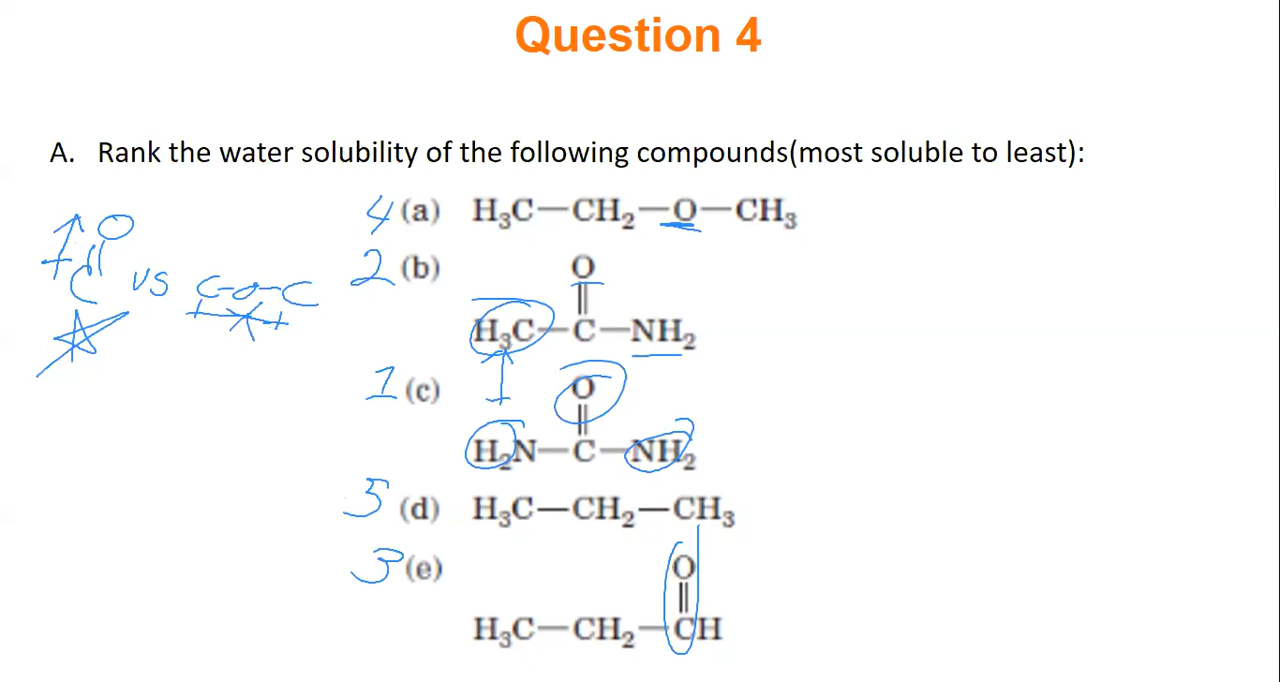 Question 4
A. Rank the water solubility of the following compounds(most soluble to least):
4 (a) H₃C—CH₂—O—CH₃
2 (b) O
H₃C—C—NH₂
O
C vs C-O-C
1 (c) O
H₂N—C—NH₂
5 (d) H₃C—CH₂—CH₃
3 (e) O
H₃C—CH₂—CH